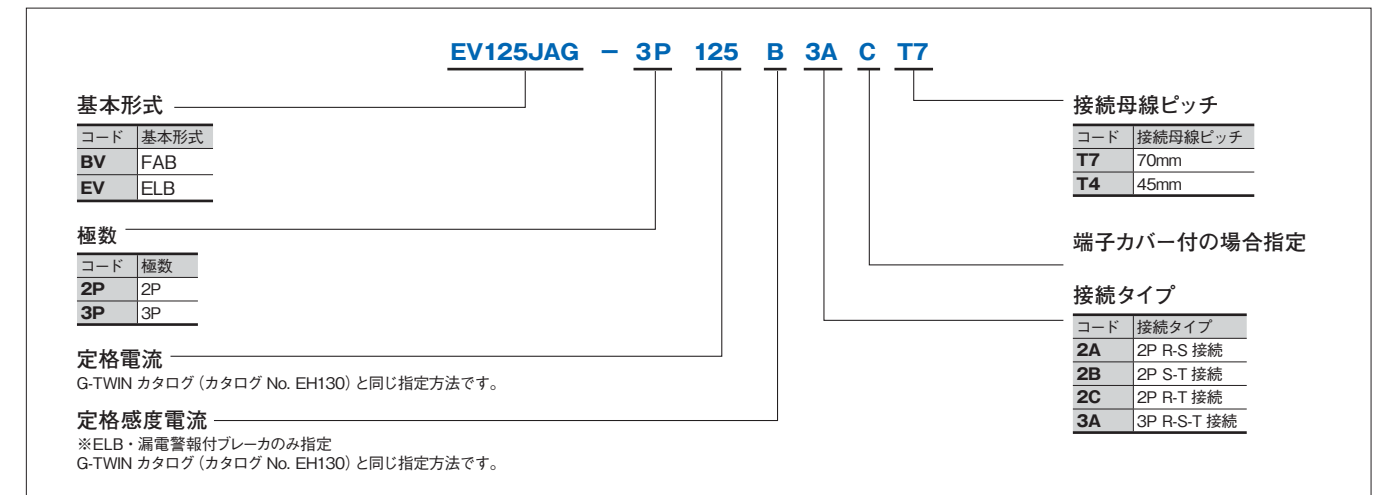 EV125JAG － 3P 125 B 3A C T7
基本形式
コード 基本形式
BV FAB
EV ELB
極数
コード 極数
2P 2P
3P 3P
定格電流
G-TWIN カタログ（カタログ No. EH130）と同じ指定方法です。
定格感度電流
※ELB・漏電警報付ブレーカのみ指定
G-TWIN カタログ（カタログ No. EH130）と同じ指定方法です。
接続母線ピッチ
コード 接続母線ピッチ
T7 70mm
T4 45mm
端子カバー付の場合指定
接続タイプ
コード 接続タイプ
2A 2P R-S 接続
2B 2P S-T 接続
2C 2P R-T 接続
3A 3P R-S-T 接続